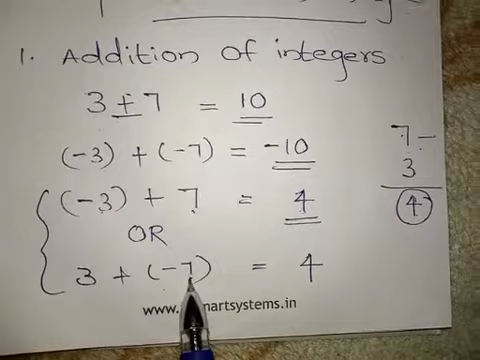 1. Addition of integers
3 + 7 = 10
(-3) + (-7) = -10
(-3) + 7 = 4
OR
3 + (-7) = 4
7 -
3
4
www. martsystems.in